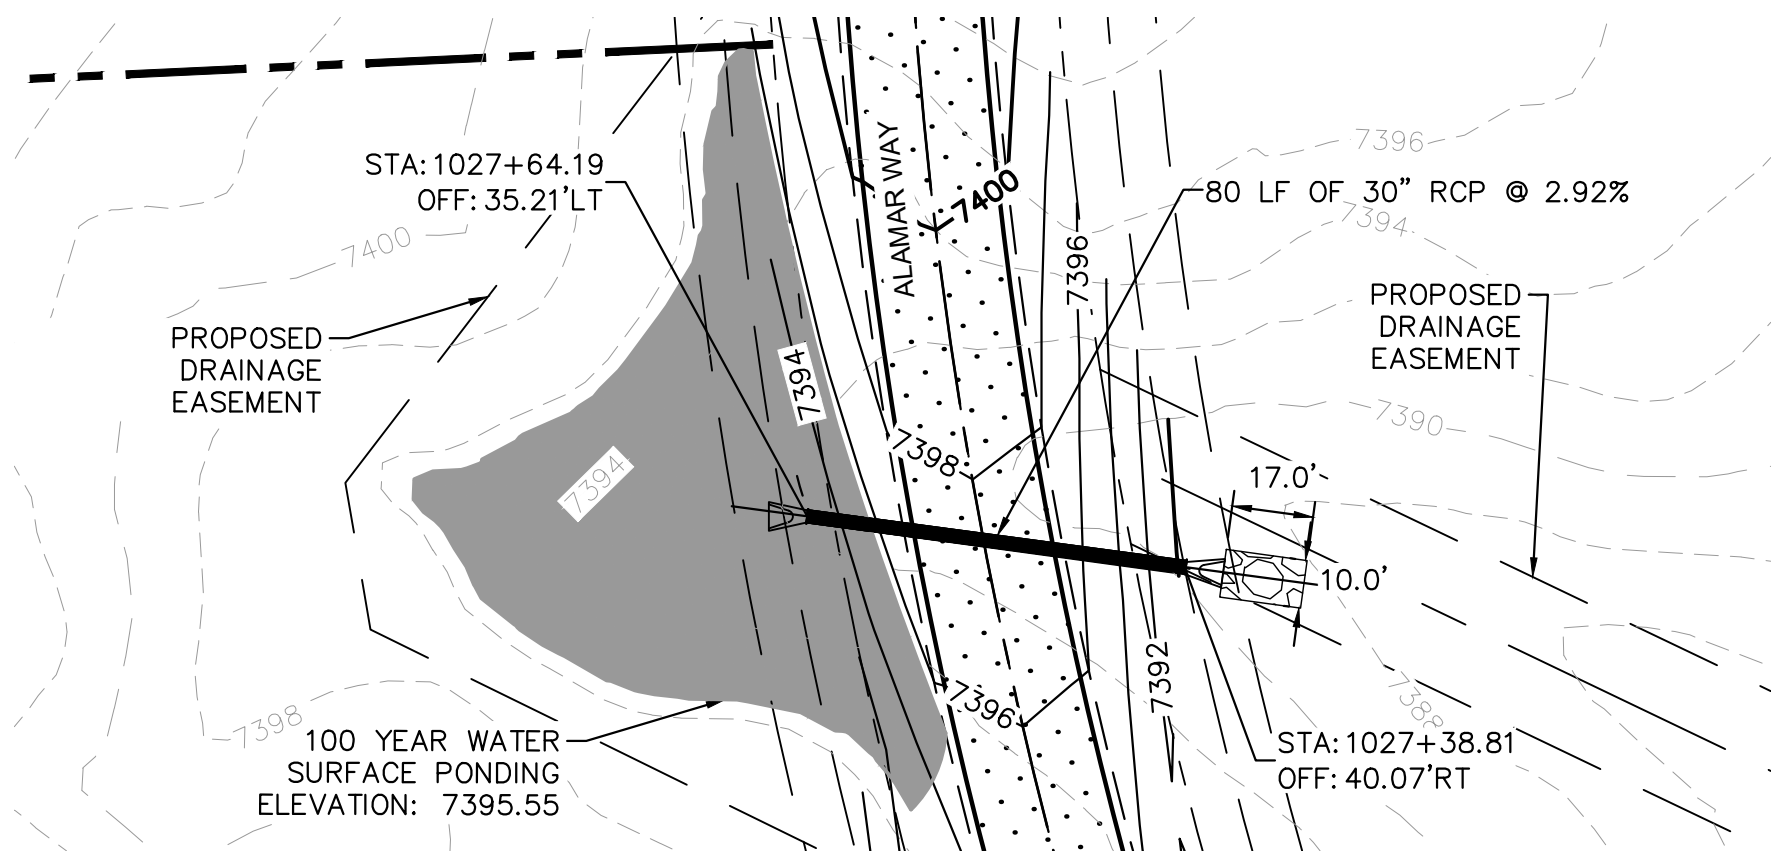 STA: 1027+64.19
OFF: 35.21'LT
7400
PROPOSED
DRAINAGE
EASEMENT
7394
7394
ALAMAR WAY
7400
7396
7396
80 LF OF 30" RCP @ 2.92%
7394
PROPOSED
DRAINAGE
EASEMENT
7390
7398
17.0'
10.0'
7396
7392
7388
STA: 1027+38.81
OFF: 40.07'RT
7398
100 YEAR WATER
SURFACE PONDING
ELEVATION: 7395.55